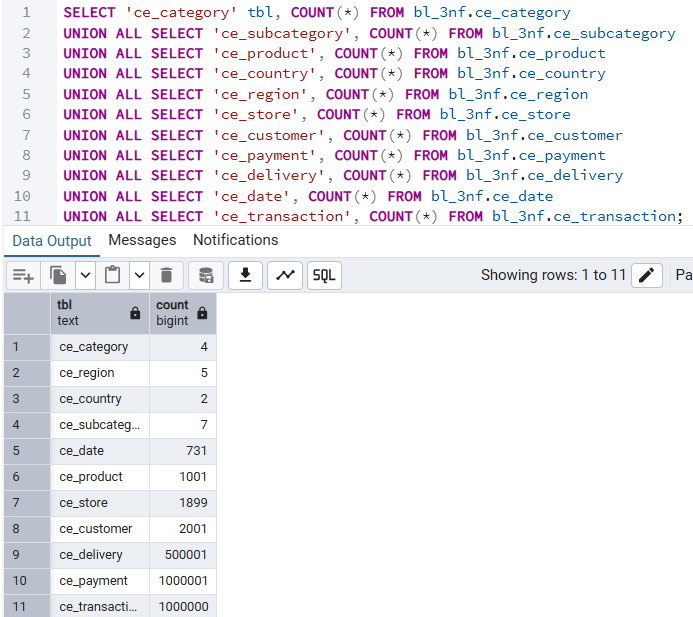 1 SELECT 'ce_category' tbl, COUNT(*) FROM bl_3nf.ce_category
2 UNION ALL SELECT 'ce_subcategory', COUNT(*) FROM bl_3nf.ce_subcategory
3 UNION ALL SELECT 'ce_product', COUNT(*) FROM bl_3nf.ce_product
4 UNION ALL SELECT 'ce_country', COUNT(*) FROM bl_3nf.ce_country
5 UNION ALL SELECT 'ce_region', COUNT(*) FROM bl_3nf.ce_region
6 UNION ALL SELECT 'ce_store', COUNT(*) FROM bl_3nf.ce_store
7 UNION ALL SELECT 'ce_customer', COUNT(*) FROM bl_3nf.ce_customer
8 UNION ALL SELECT 'ce_payment', COUNT(*) FROM bl_3nf.ce_payment
9 UNION ALL SELECT 'ce_delivery', COUNT(*) FROM bl_3nf.ce_delivery
10 UNION ALL SELECT 'ce_date', COUNT(*) FROM bl_3nf.ce_date
11 UNION ALL SELECT 'ce_transaction', COUNT(*) FROM bl_3nf.ce_transaction;
Data Output Messages Notifications
SQL Showing rows: 1 to 11 Pa
tbl count
text bigint
1 ce_category 4
2 ce_region 5
3 ce_country 2
4 ce_subcateg... 7
5 ce_date 731
6 ce_product 1001
7 ce_store 1899
8 ce_customer 2001
9 ce_delivery 500001
10 ce_payment 1000001
11 ce_transacti... 1000000